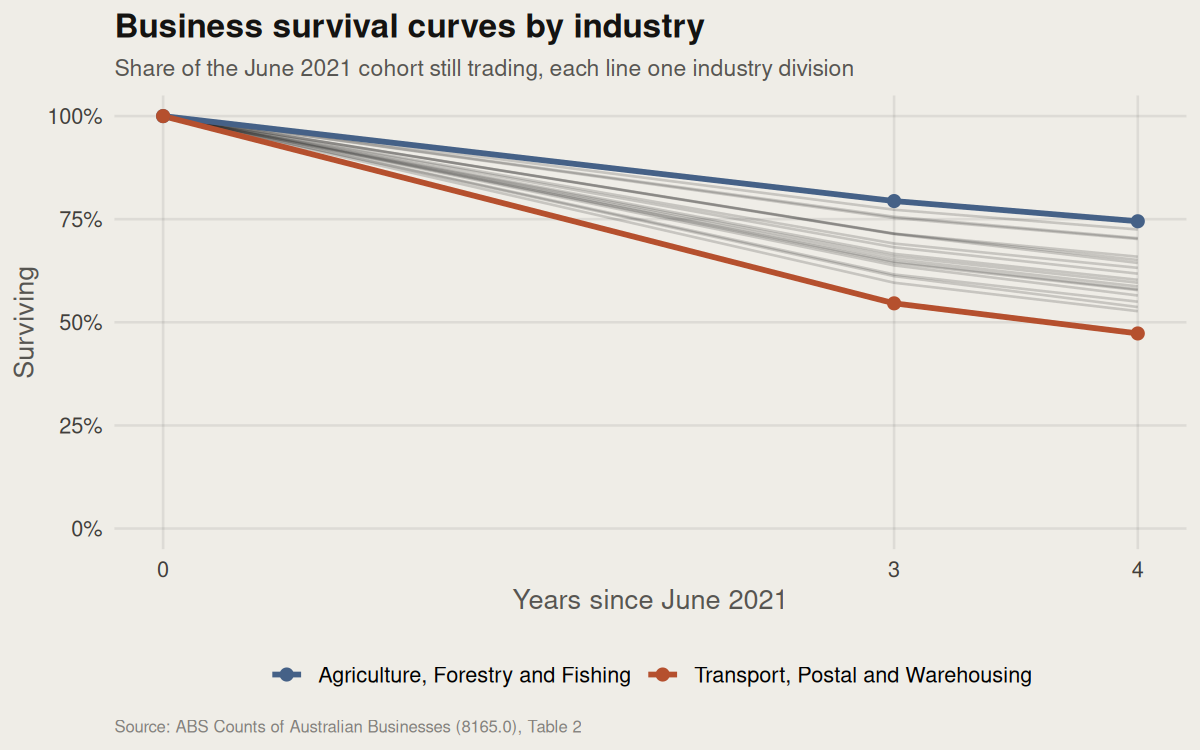 Business survival curves by industry
Share of the June 2021 cohort still trading, each line one industry division
Surviving
100%
75%
50%
25%
0%
0
3
4
Years since June 2021
Agriculture, Forestry and Fishing
Transport, Postal and Warehousing
Source: ABS Counts of Australian Businesses (8165.0), Table 2